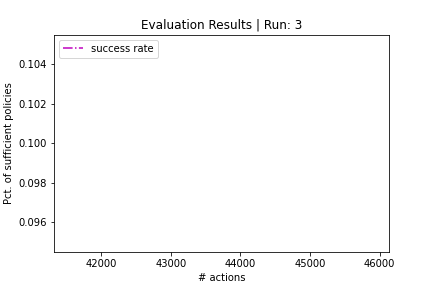 Evaluation Results | Run: 3
success rate
Pct. of sufficient policies
0.104
0.102
0.100
0.098
0.096
42000 43000 44000 45000 46000
# actions